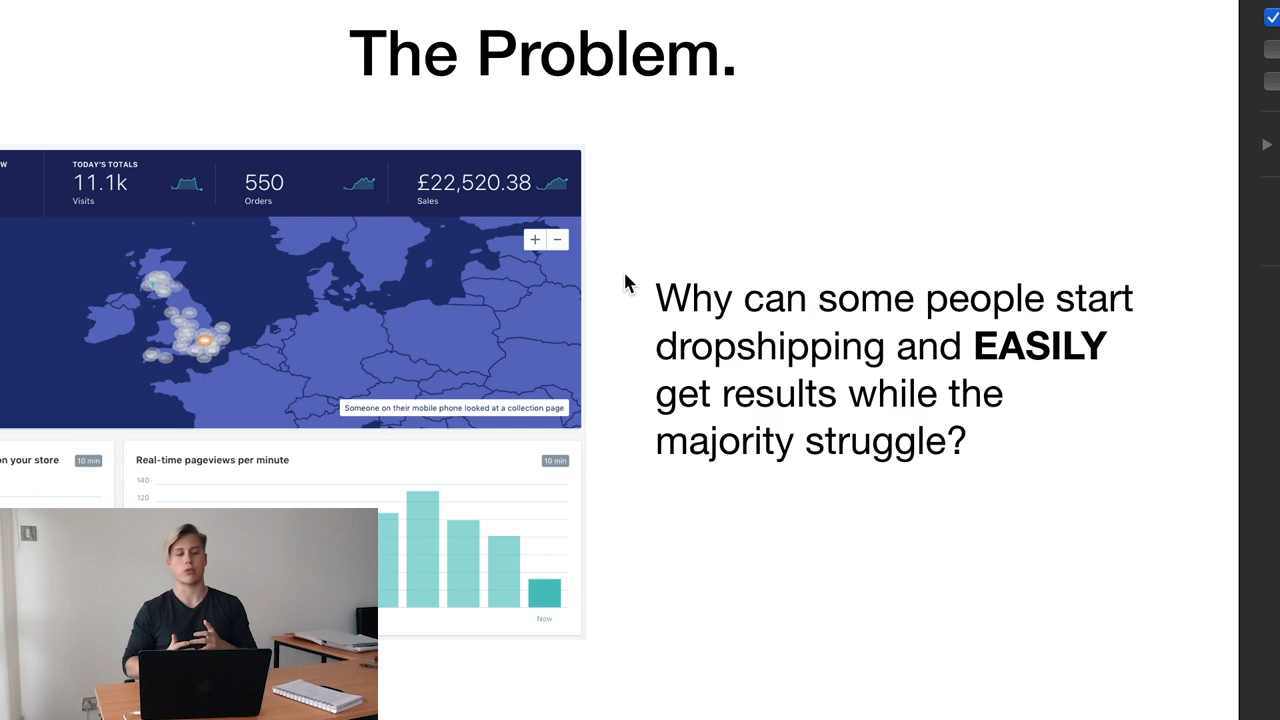 The Problem.
W
TODAY'S TOTALS
11.1k
Visits
550
Orders
£22,520.38
Sales
+ −
Someone on their mobile phone looked at a collection page
Why can some people start
dropshipping and EASILY
get results while the
majority struggle?
on your store
10 min
Real-time pageviews per minute
10 min
140
120
Now